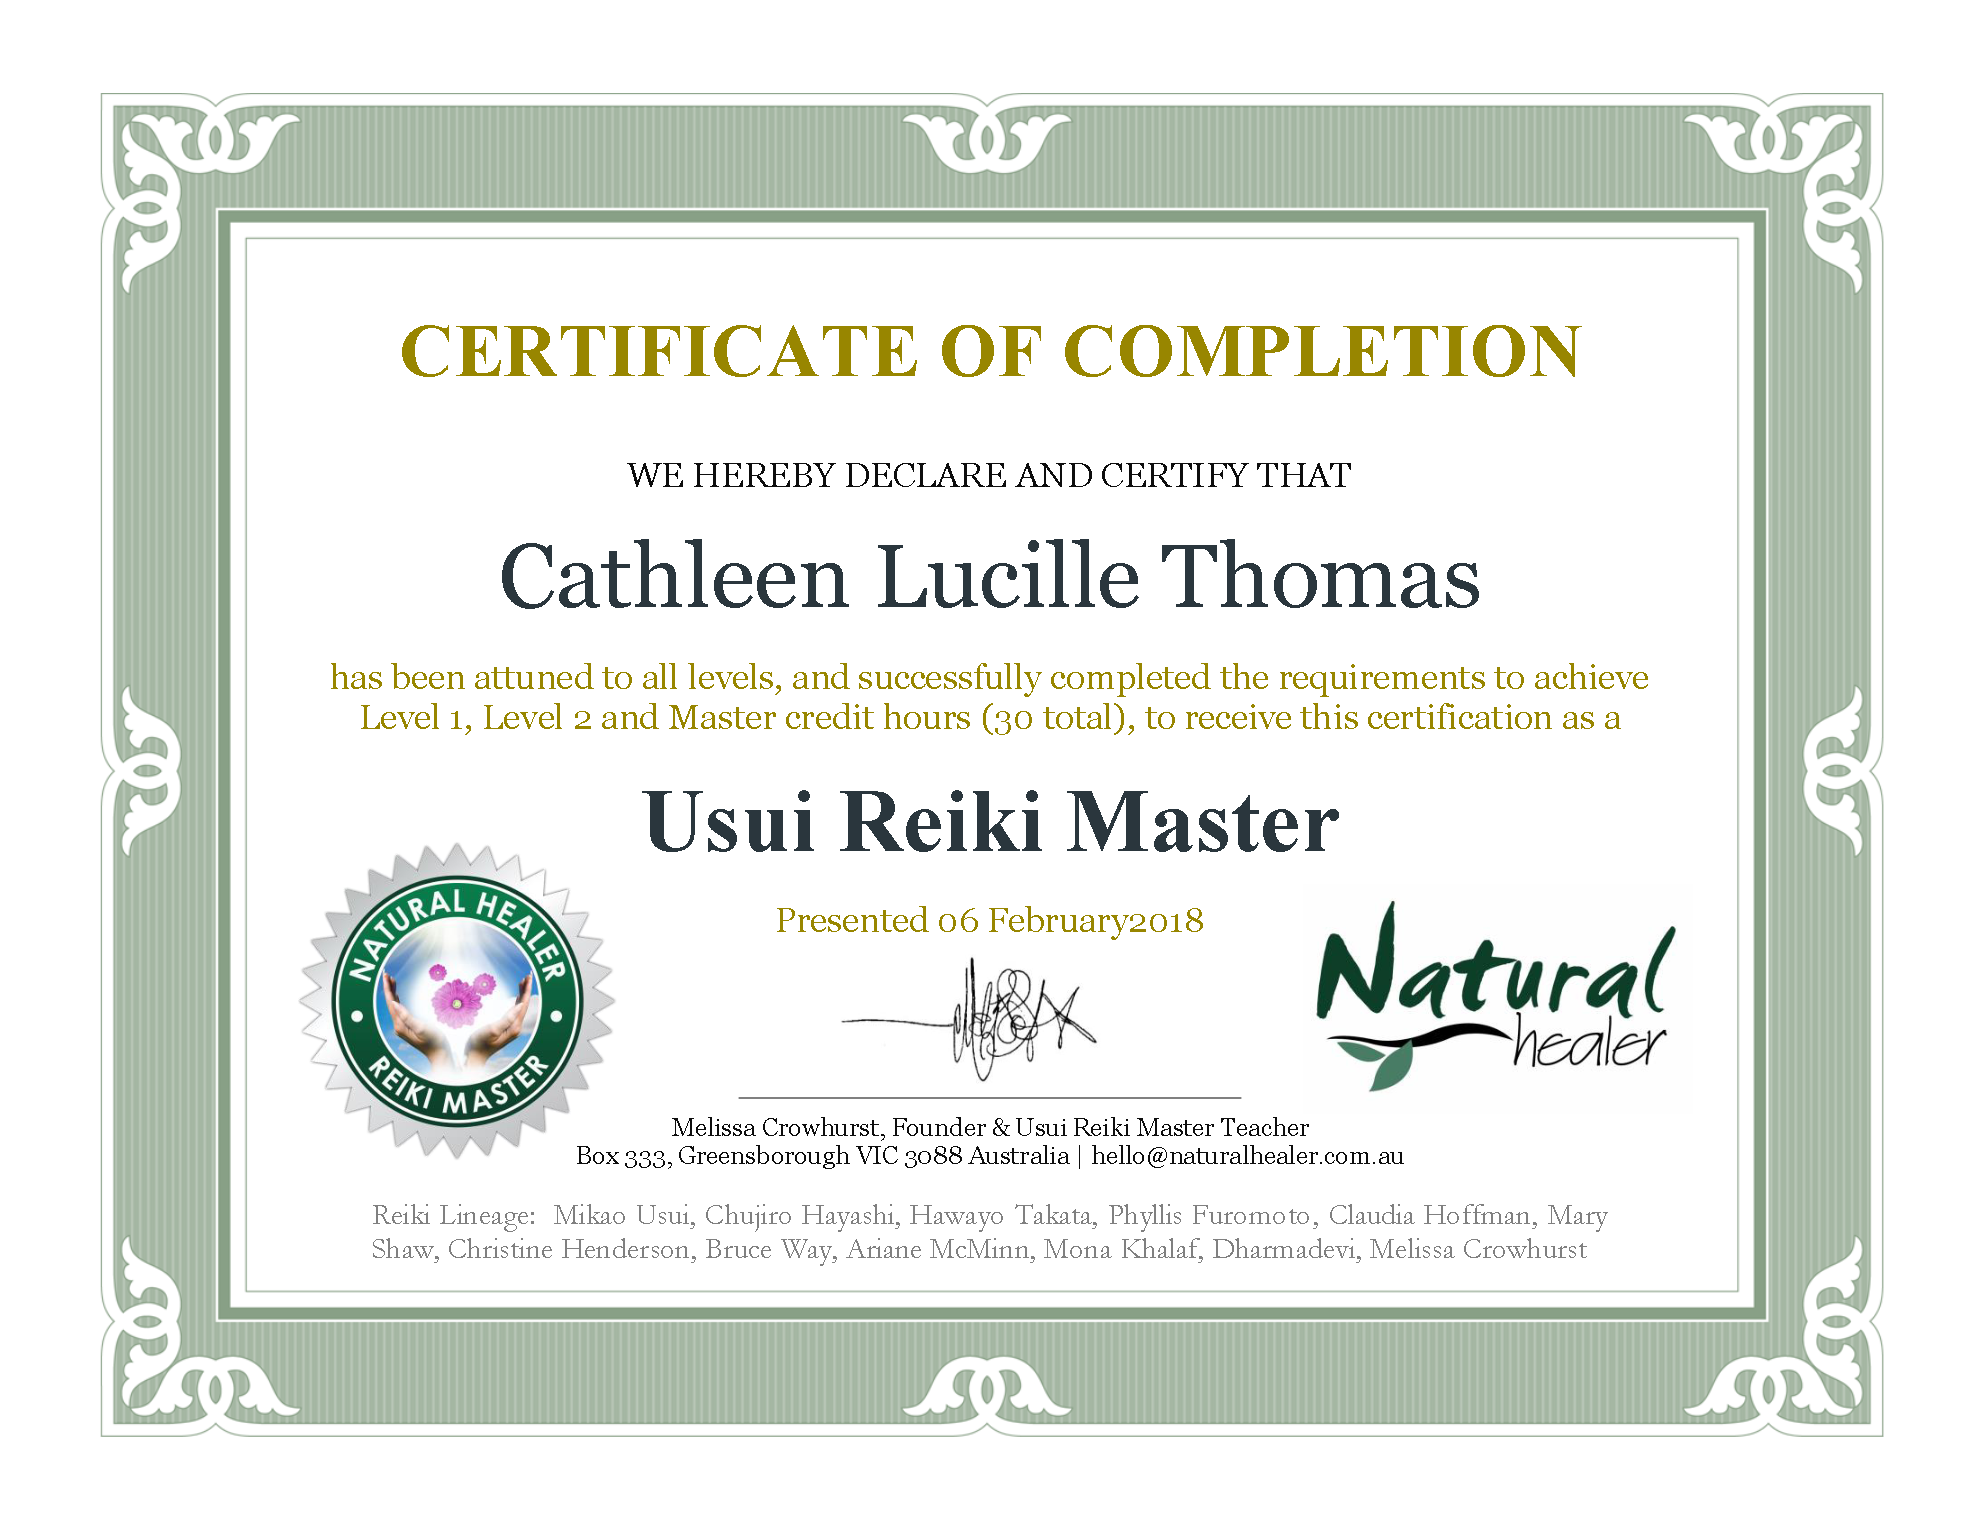 CERTIFICATE OF COMPLETION
WE HEREBY DECLARE AND CERTIFY THAT
Cathleen Lucille Thomas
has been attuned to all levels, and successfully completed the requirements to achieve
Level 1, Level 2 and Master credit hours (30 total), to receive this certification as a
Usui Reiki Master
NATURAL HEALER
REIKI MASTER
Presented 06 February2018
Natural
healer
Melissa Crowhurst, Founder & Usui Reiki Master Teacher
Box 333, Greensborough VIC 3088 Australia | hello@naturalhealer.com.au
Reiki Lineage: Mikao Usui, Chujiro Hayashi, Hawayo Takata, Phyllis Furomoto, Claudia Hoffman, Mary
Shaw, Christine Henderson, Bruce Way, Ariane McMinn, Mona Khalaf, Dharmadevi, Melissa Crowhurst